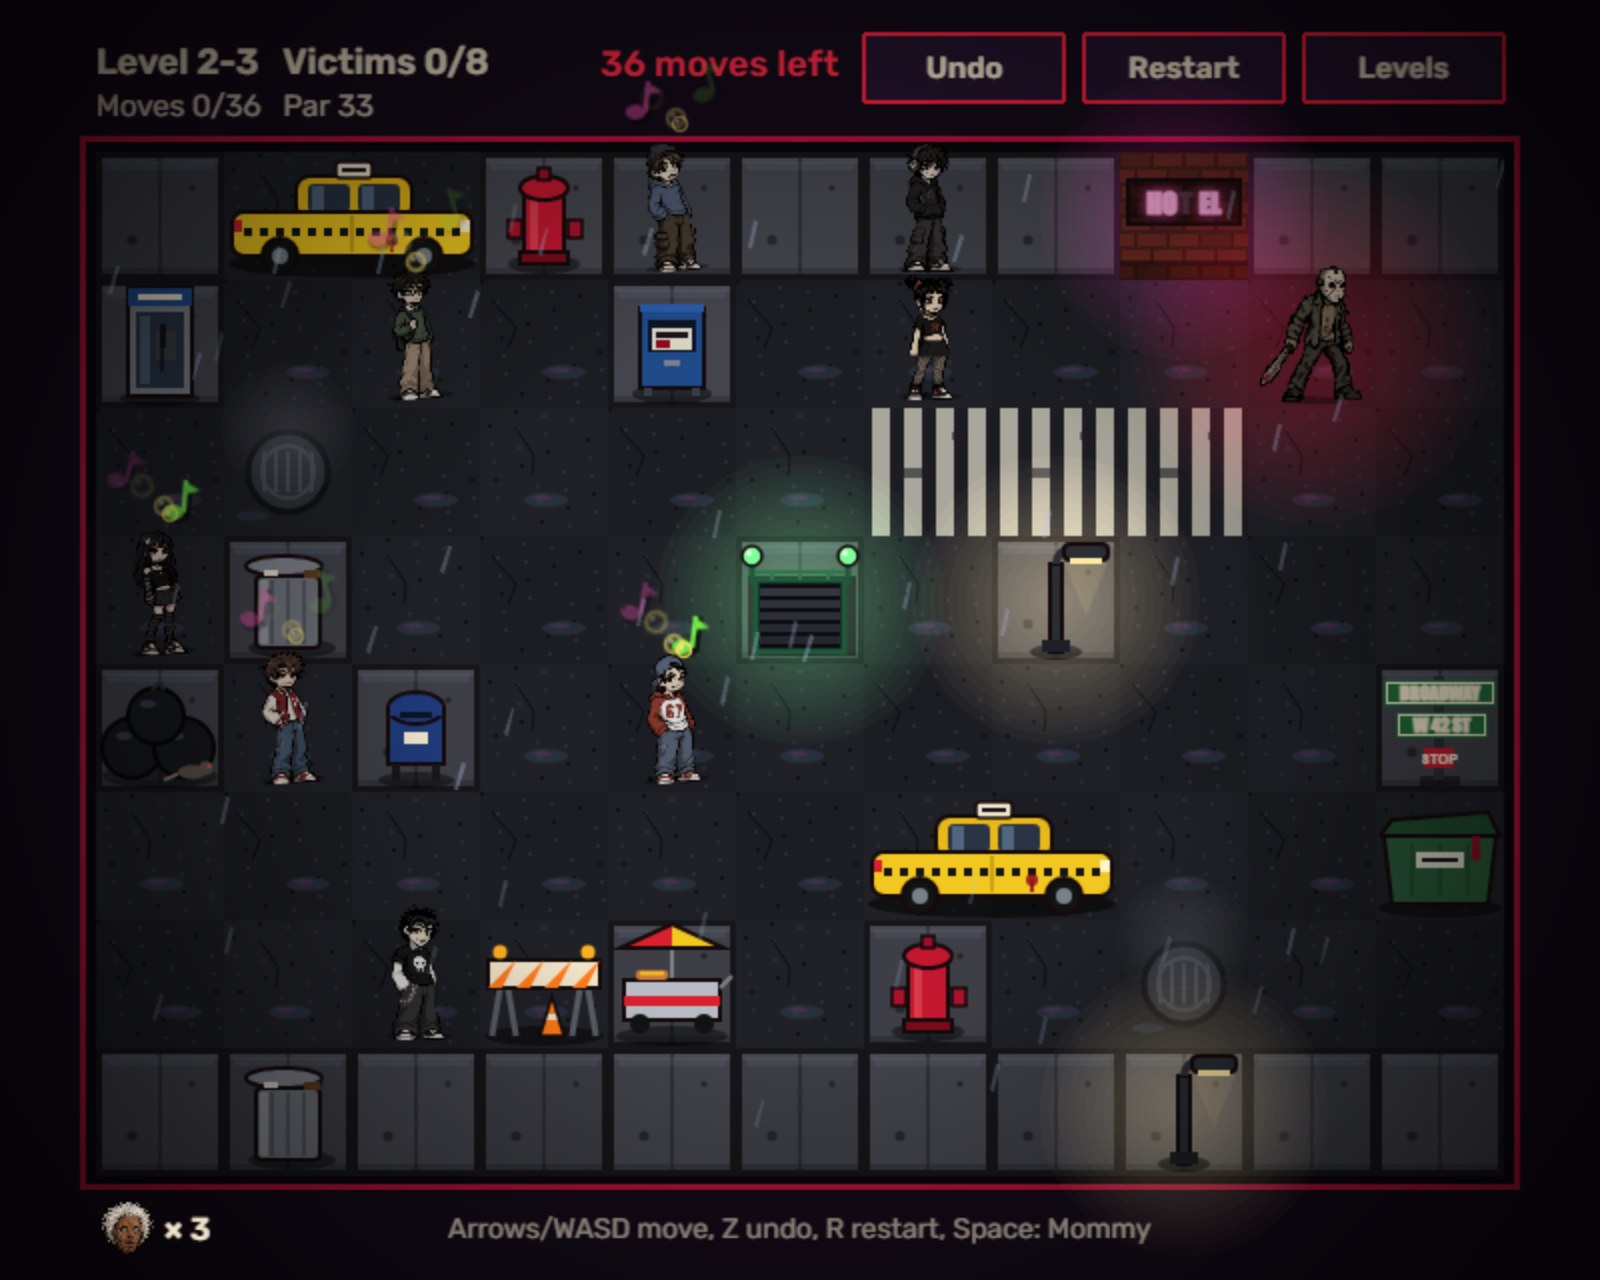 Level 2-3 Victims 0/8
36 moves left
Undo
Restart
Levels
Moves 0/36 Par 33
HOTEL
67
BROADWAY
W 42 ST
STOP
× 3
Arrows/WASD move, Z undo, R restart, Space: Mommy